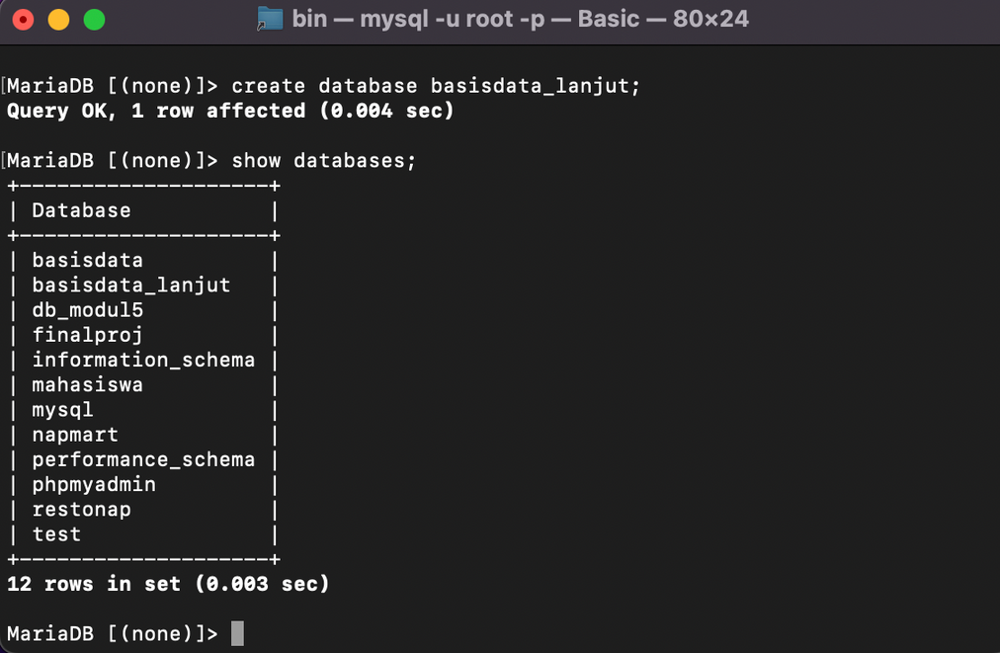 bin — mysql -u root -p — Basic — 80×24
[MariaDB [(none)]> create database basisdata_lanjut;
Query OK, 1 row affected (0.004 sec)
[MariaDB [(none)]> show databases;
+--------------------+
| Database           |
+--------------------+
| basisdata          |
| basisdata_lanjut   |
| db_modul5          |
| finalproj          |
| information_schema |
| mahasiswa          |
| mysql              |
| napmart            |
| performance_schema |
| phpmyadmin         |
| restonap           |
| test               |
+--------------------+
12 rows in set (0.003 sec)
MariaDB [(none)]>